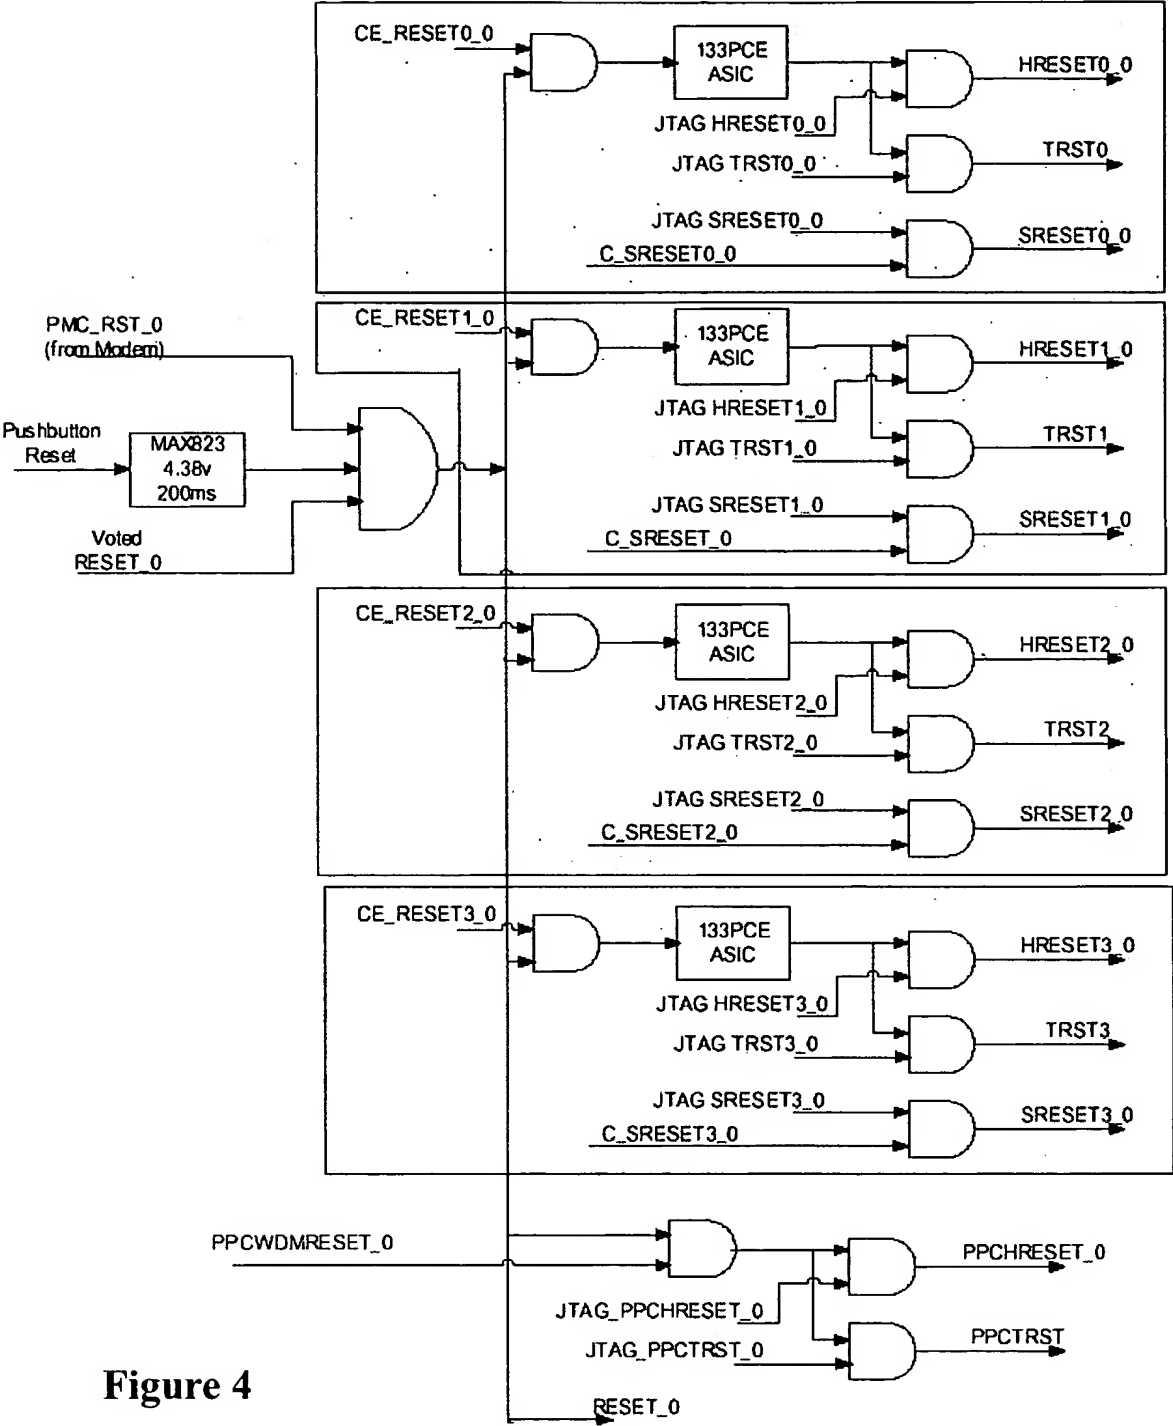 CE_RESET0_0
133PCE
ASIC
HRESET0_0
JTAG HRESET0_0
JTAG TRST0_0
TRST0
JTAG SRESET0_0
C_SRESET0_0
SRESET0_0
PMC_RST_0
(from Modem)
Pushbutton
Reset
MAX823
4.38v
200ms
Voted
RESET_0
CE_RESET1_0
133PCE
ASIC
HRESET1_0
JTAG HRESET1_0
JTAG TRST1_0
TRST1
JTAG SRESET1_0
C_SRESET_0
SRESET1_0
CE_RESET2_0
133PCE
ASIC
HRESET2_0
JTAG HRESET2_0
JTAG TRST2_0
TRST2
JTAG SRESET2_0
C_SRESET2_0
SRESET2_0
CE_RESET3_0
133PCE
ASIC
HRESET3_0
JTAG HRESET3_0
JTAG TRST3_0
TRST3
JTAG SRESET3_0
C_SRESET3_0
SRESET3_0
PPCWDMRESET_0
PPCHRESET_0
JTAG_PPCHRESET_0
JTAG_PPCTRST_0
PPCTRST
RESET_0
Figure 4